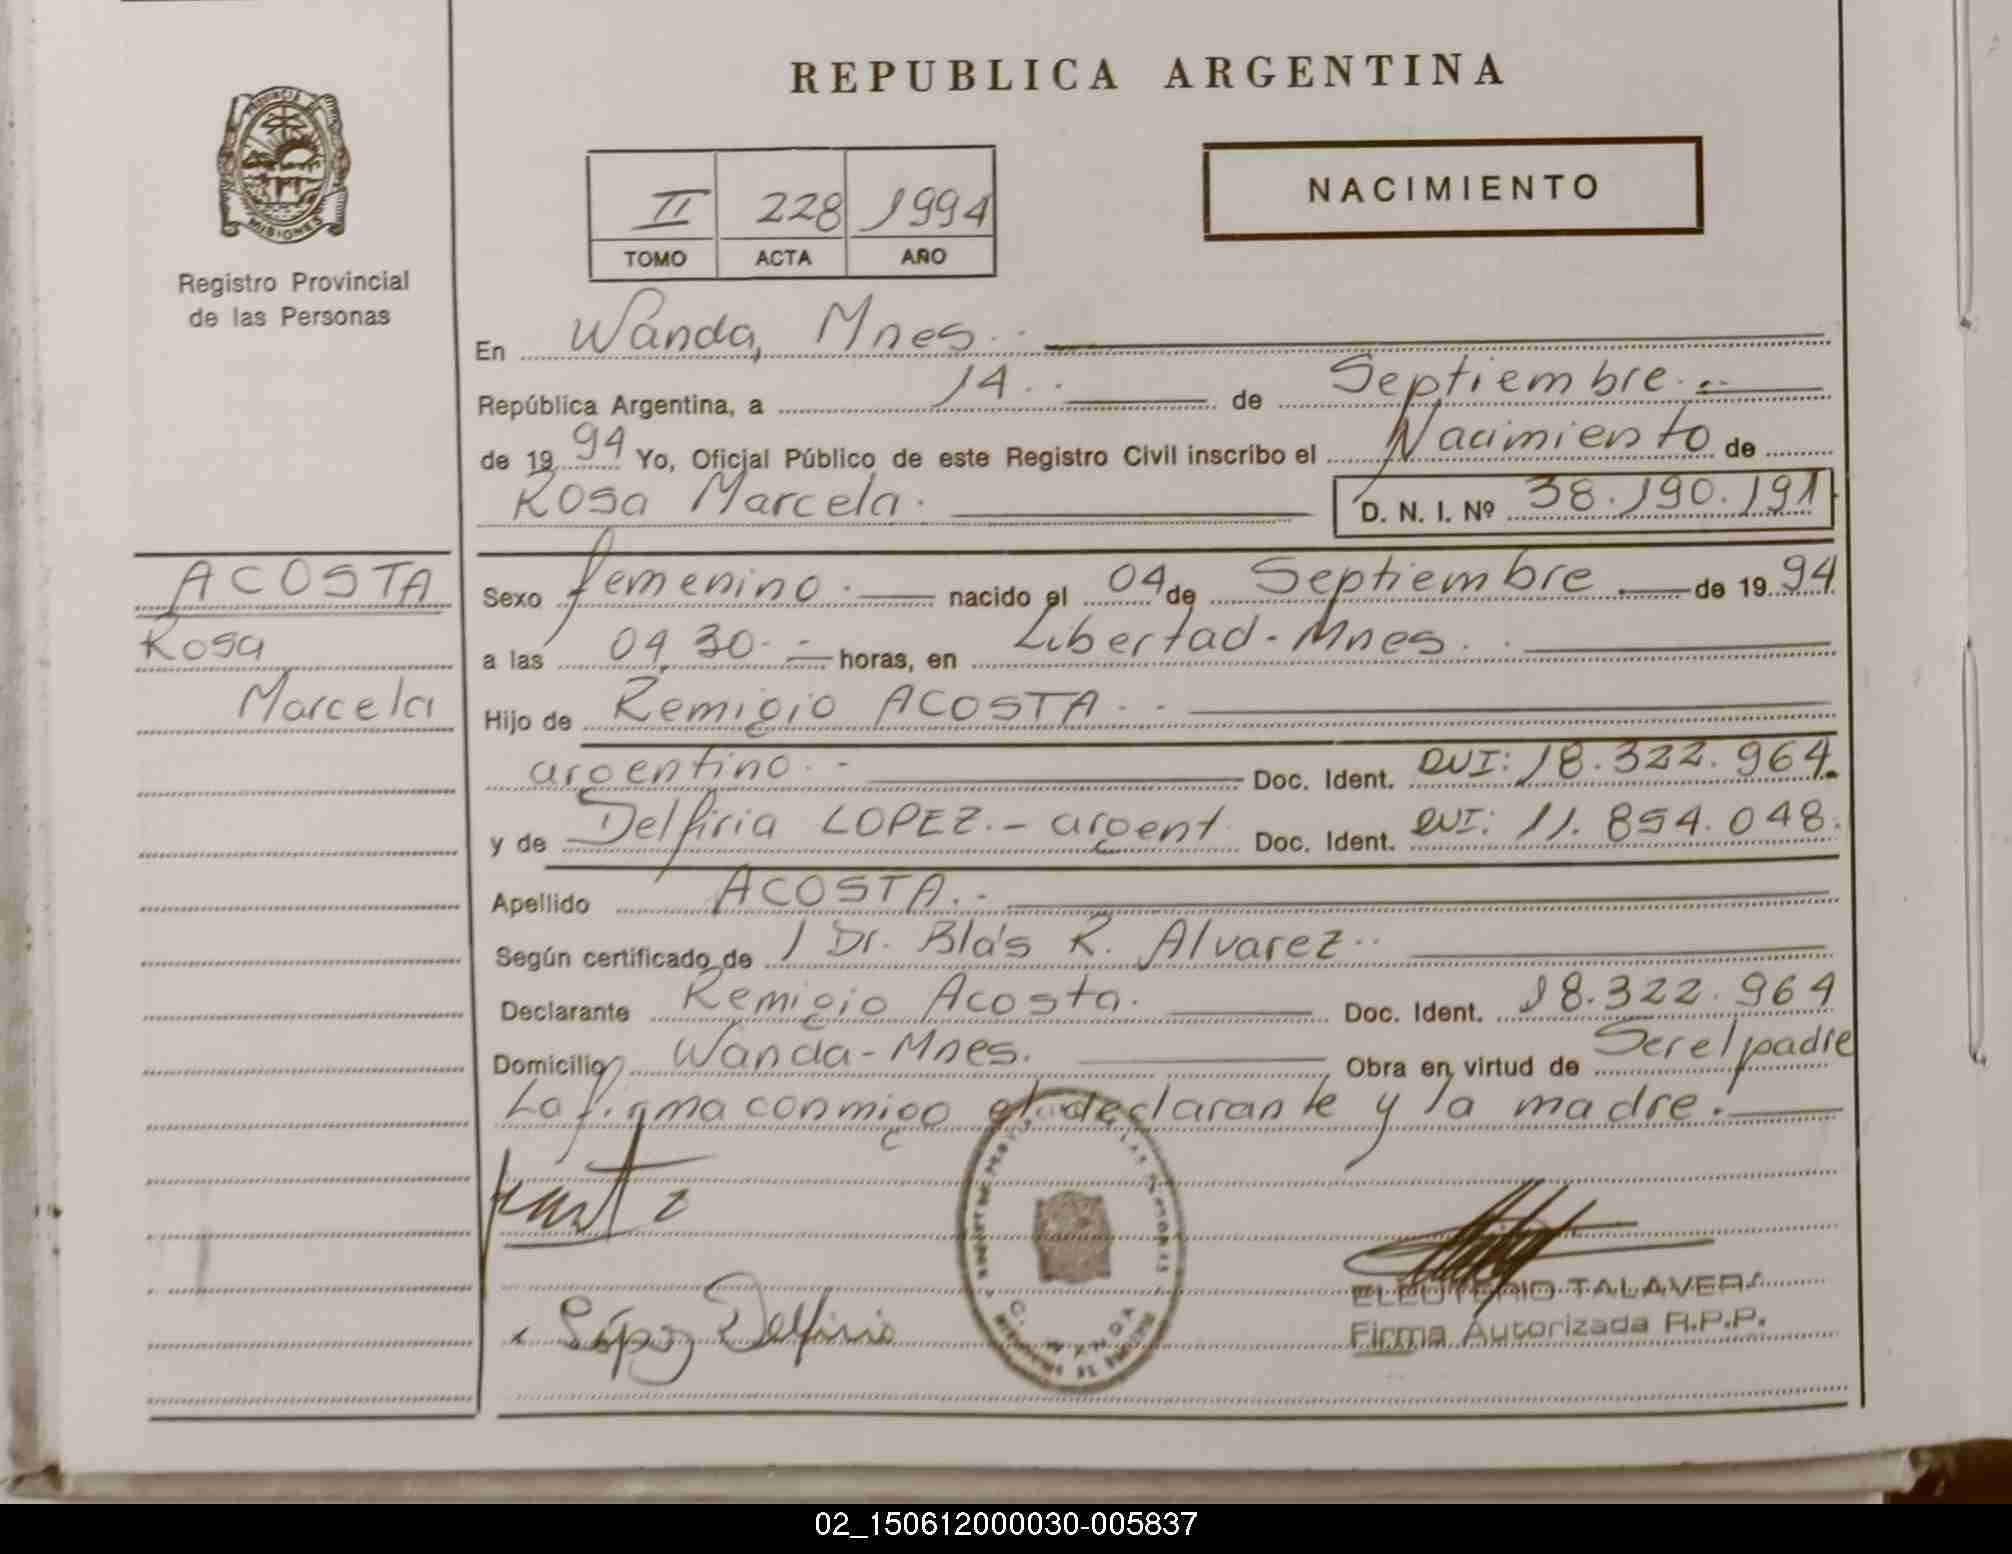 REPUBLICA ARGENTINA
PROVINCIA DE MISIONES
Registro Provincial
de las Personas
NACIMIENTO
II 228 1994
TOMO ACTA AÑO
En Wanda, Mnes.
República Argentina, a 14 de Septiembre
de 1994 Yo, Oficial Público de este Registro Civil inscribo el Nacimiento de
Rosa Marcela. D. N. I. Nº 38.190.191
ACOSTA
Rosa
Marcela
Sexo femenino. nacido el 04 de Septiembre de 1994
a las 04,30 horas, en Libertad - Mnes.
Hijo de Remigio ACOSTA
argentino. Doc. Ident. DNI: 18.322.964.
y de Delfiria LOPEZ. - argent. Doc. Ident. DNI: 11.854.048.
Apellido ACOSTA. -
Según certificado de Dr. Blás R. Alvarez
Declarante Remigio Acosta. Doc. Ident. 18.322.964
Domicilio Wanda - Mnes. Obra en virtud de Ser el padre
La firma conmigo el declarante y la madre.
López Delfiria
WANDA
ELEUTERIO TALAVERA
Firma Autorizada R.P.P.
02_150612000030-005837